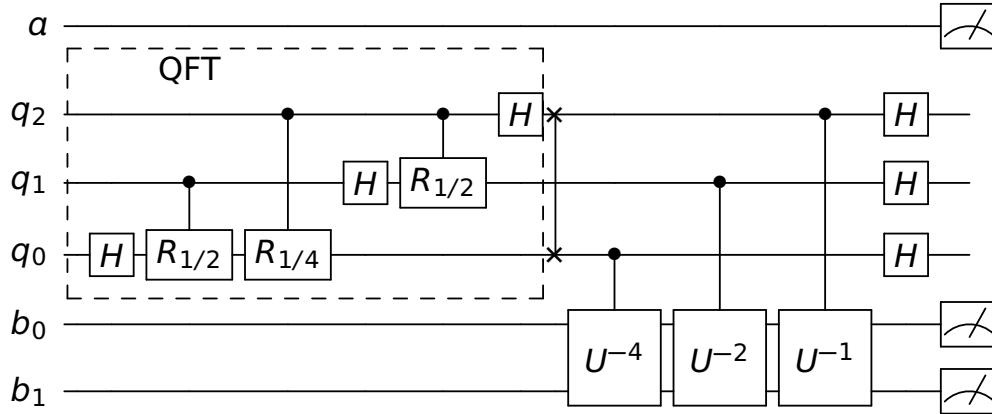 a
QFT
q₂ H H
q₁ H R₁/₂ H
q₀ H R₁/₂ R₁/₄ H
b₀
U⁻⁴ U⁻² U⁻¹
b₁